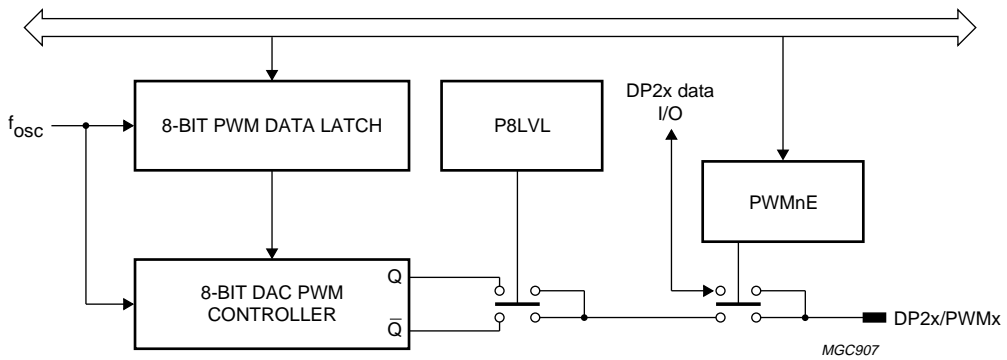 8-BIT PWM DATA LATCH
P8LVL
DP2x data
I/O
fosc
PWMnE
8-BIT DAC PWM
CONTROLLER
Q
Q̅
DP2x/PWMx
MGC907